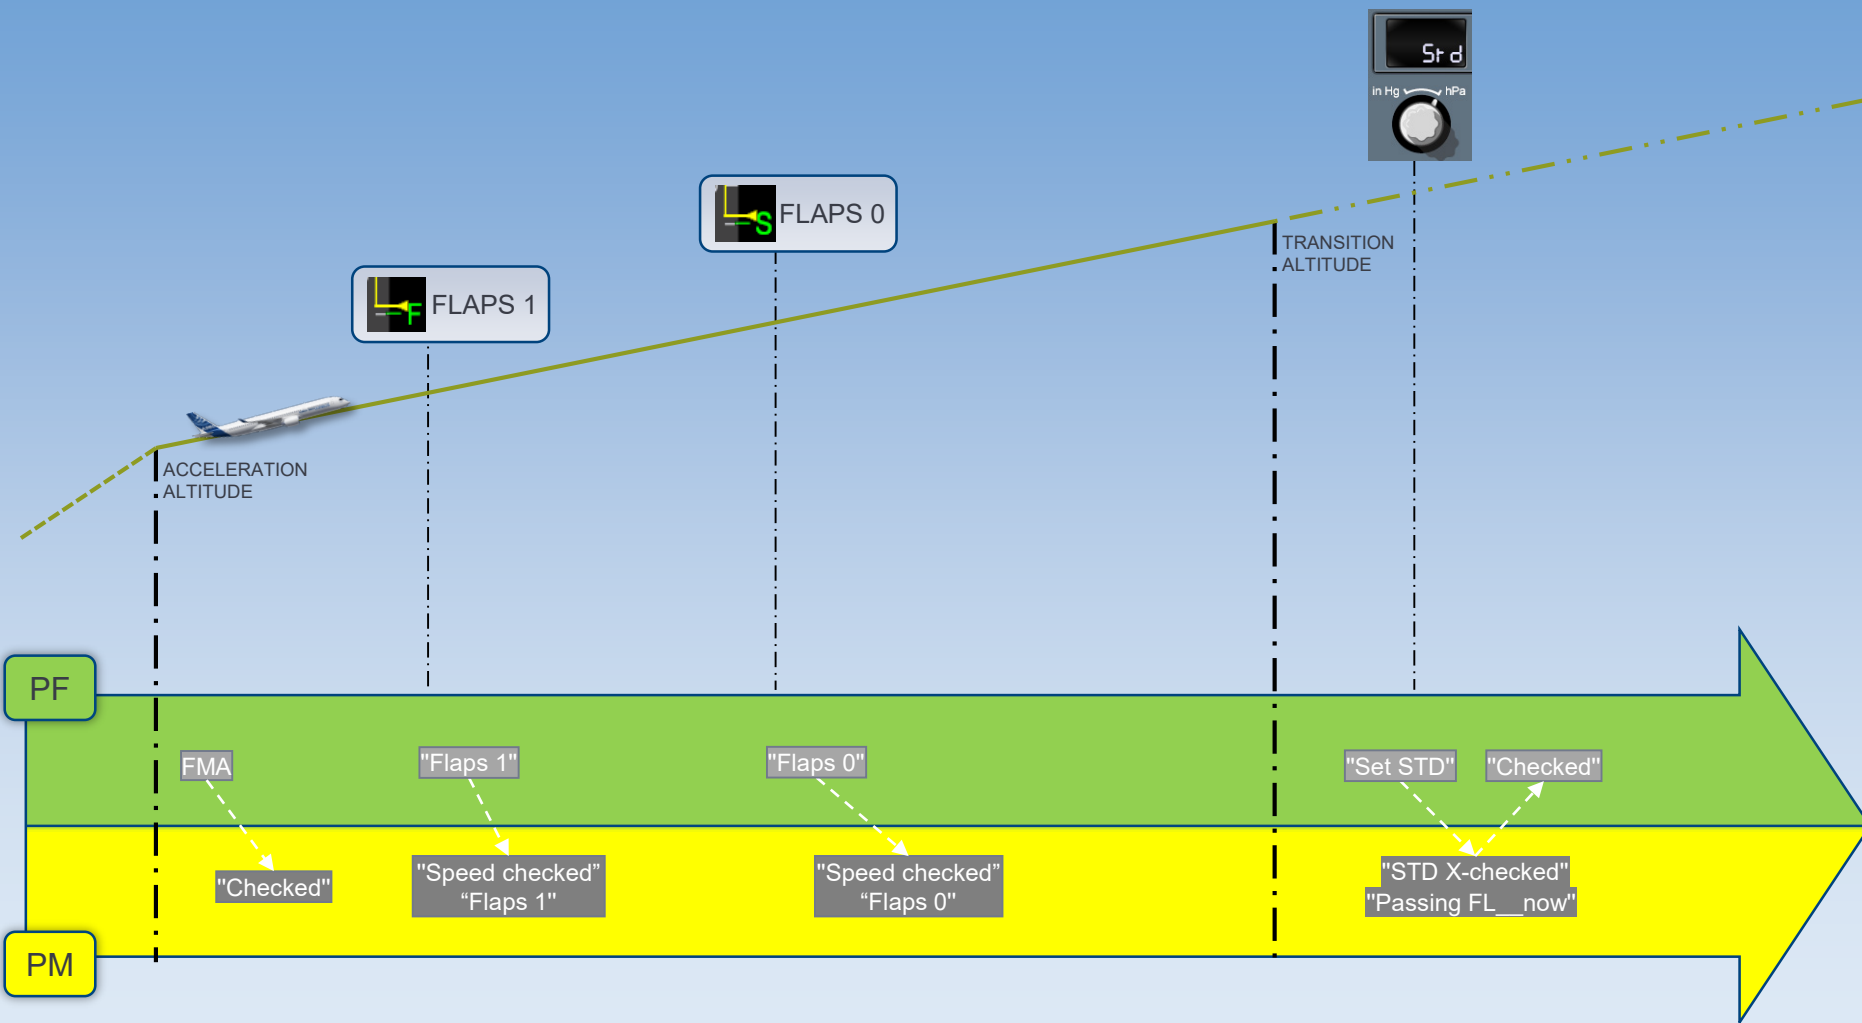 Std
in Hg
hPa
S
FLAPS 0
TRANSITION
ALTITUDE
F
FLAPS 1
ACCELERATION
ALTITUDE
PF
FMA
"Flaps 1"
"Flaps 0"
"Set STD"
"Checked"
"Checked"
"Speed checked”
“Flaps 1"
"Speed checked”
“Flaps 0"
"STD X-checked"
"Passing FL__now"
PM